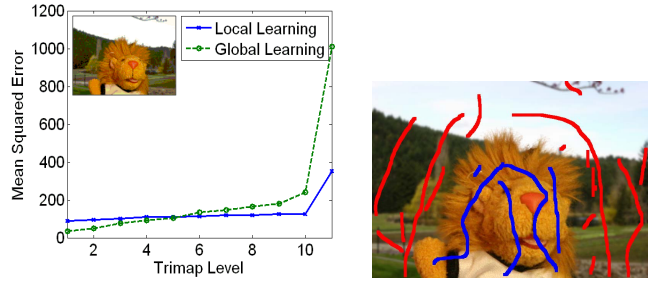 1200
1000
800
600
400
200
0
Mean Squared Error
Local Learning
Global Learning
2 4 6 8 10
Trimap Level